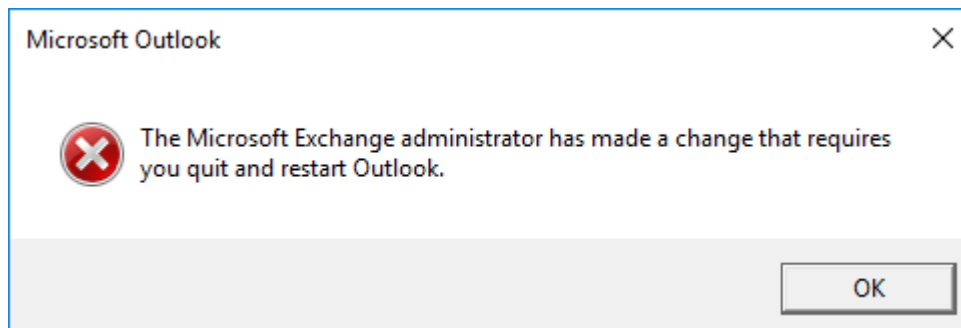 Microsoft Outlook
The Microsoft Exchange administrator has made a change that requires
you quit and restart Outlook.
OK